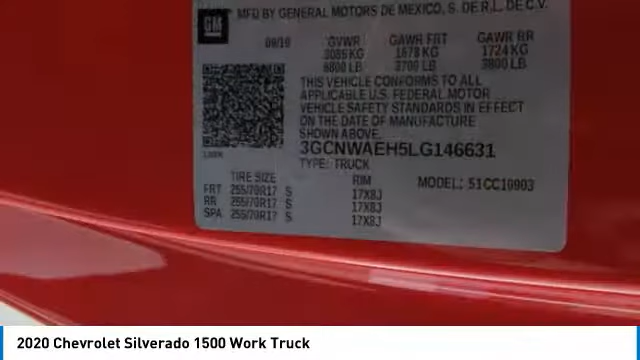 GM
MFD BY GENERAL MOTORS DE MEXICO, S. DE R.L. DE C.V.
09/19 GVWR GAWR FRT GAWR RR
3085 KG 1678 KG 1724 KG
6800 LB 3700 LB 3800 LB
THIS VEHICLE CONFORMS TO ALL
APPLICABLE U.S. FEDERAL MOTOR
VEHICLE SAFETY STANDARDS IN EFFECT
ON THE DATE OF MANUFACTURE
SHOWN ABOVE.
3GCNWAEH5LG146631
TYPE: TRUCK
MODEL: 51CC10903
TIRE SIZE RIM
FRT 255/70R17 S 17X8J
RR 255/70R17 S 17X8J
SPA 255/70R17 S 17X8J
2020 Chevrolet Silverado 1500 Work Truck